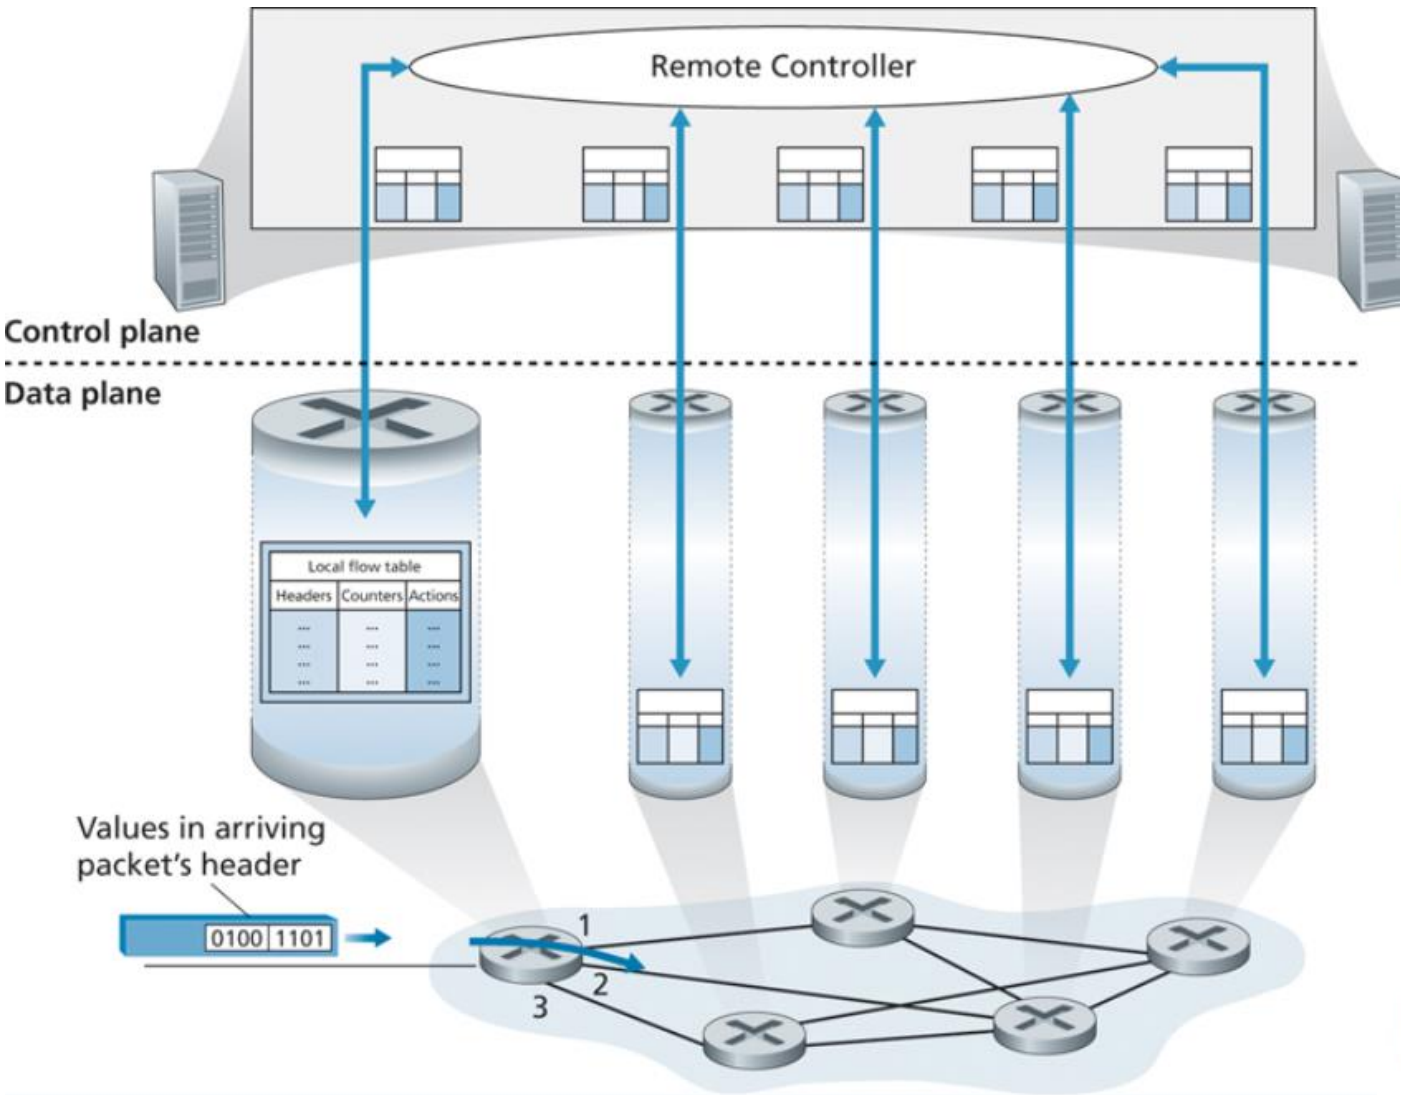 Remote Controller
Control plane
Data plane
Local flow table
Headers Counters Actions
... ... ...
... ... ...
... ... ...
... ... ...
Values in arriving
packet's header
0100 1101
1
2
3